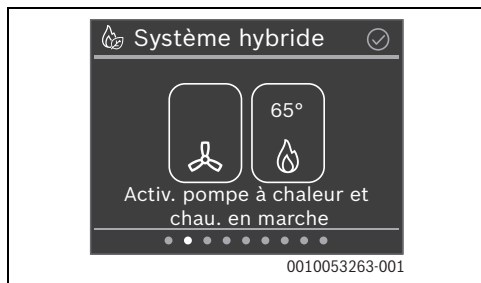 Système hybride
65°
Activ. pompe à chaleur et
chau. en marche
0010053263-001